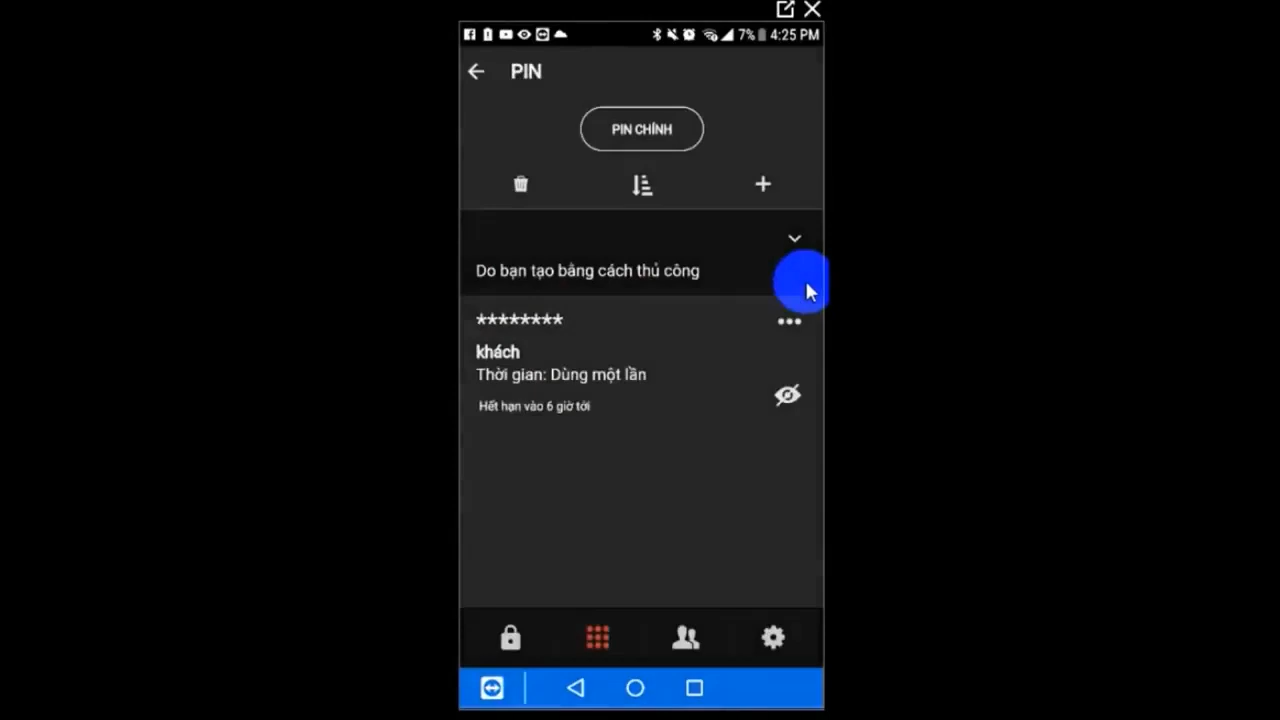 7% 4:25 PM
PIN
PIN CHÍNH
Do bạn tạo bằng cách thủ công
********
khách
Thời gian: Dùng một lần
Hết hạn vào 6 giờ tới